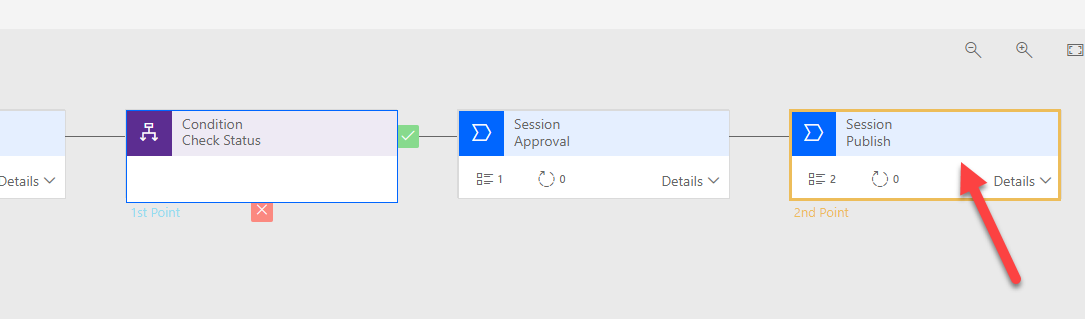 Condition
Check Status
1st Point
Session
Approval
1
0
Details
Session
Publish
2
0
Details
2nd Point
Details